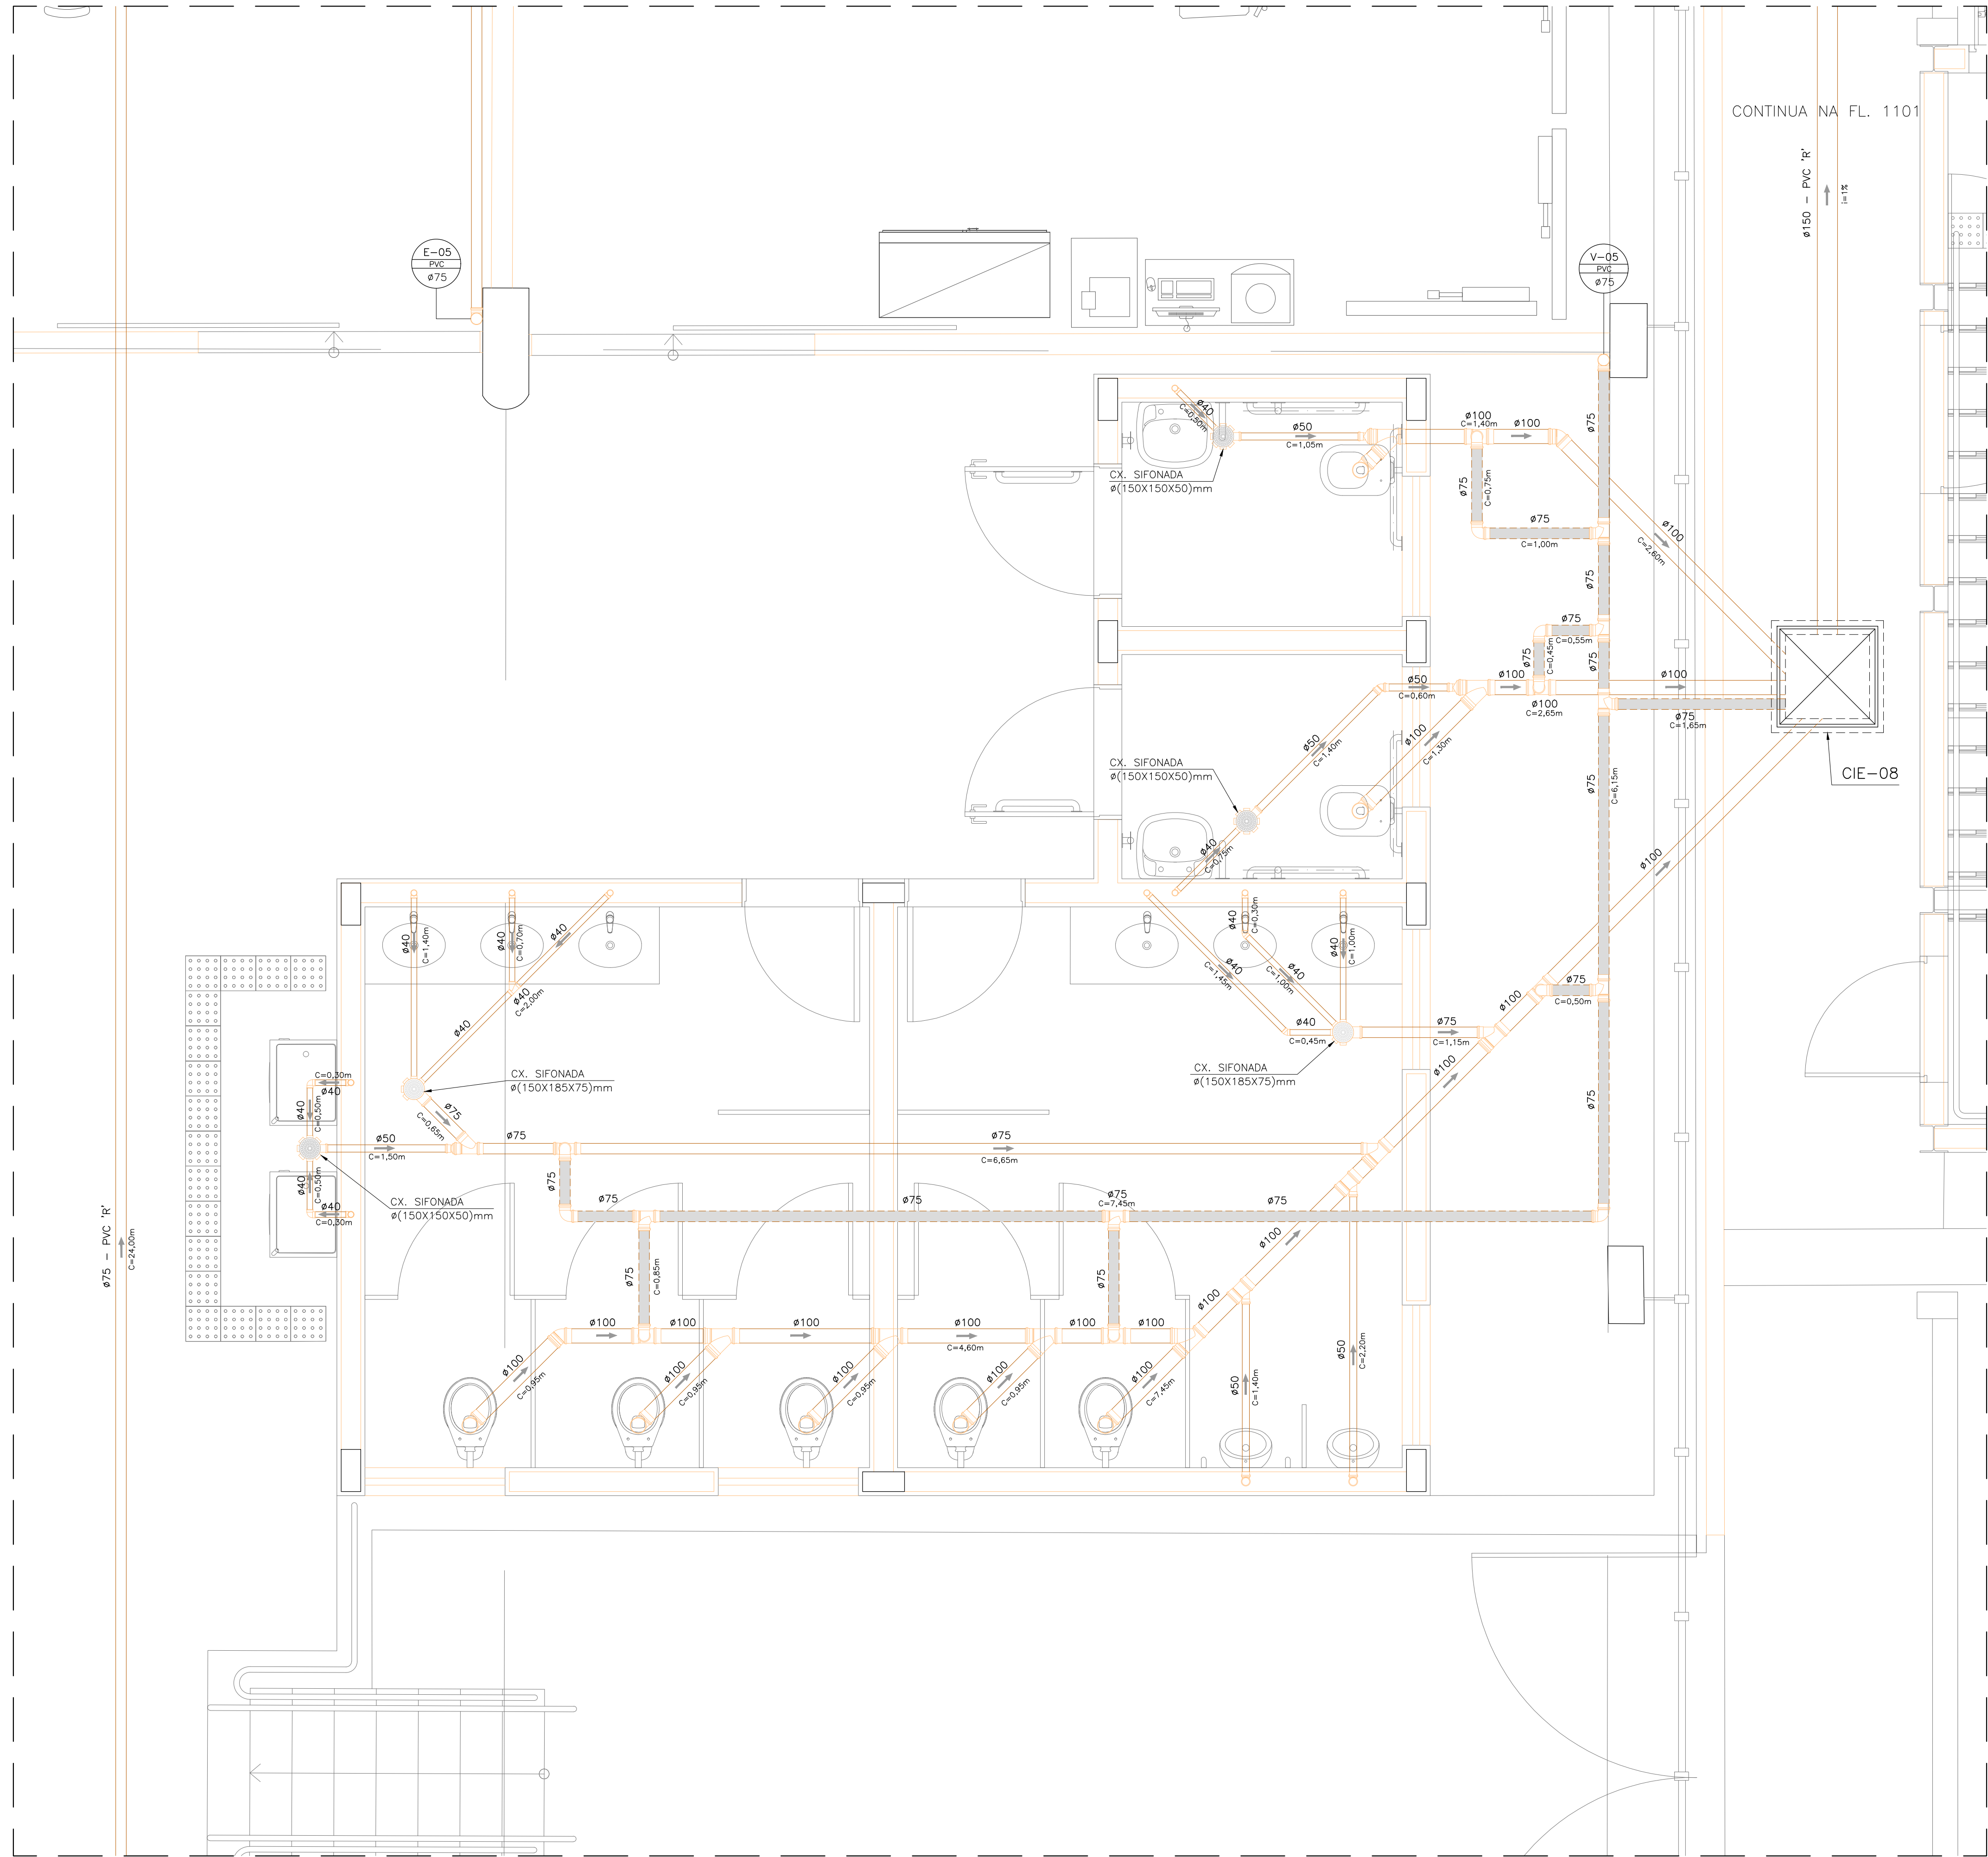 CONTINUA NA FL. 1101
ø150 – PVC 'R'
i=1%
E–05
PVC
ø75
V–05
PVC
ø75
ø40
C=0,50m
ø50
C=1,05m
CX. SIFONADA
ø(150X150X50)mm
ø100
C=1,40m
ø100
ø75
ø75
C=0,75m
ø75
C=1,00m
ø100
C=2,60m
ø75
ø75
C=0,55m
ø75
C=0,45m
ø75
ø50
C=0,60m
ø100
ø100
C=2,65m
ø100
ø75
C=1,65m
CIE–08
ø50
C=1,40m
ø100
C=1,30m
CX. SIFONADA
ø(150X150X50)mm
ø40
C=0,75m
ø75
C=6,15m
ø100
ø40
C=1,40m
ø40
C=0,70m
ø40
ø40
C=2,00m
ø40
ø40
C=0,30m
ø40
C=1,00m
ø40
C=1,45m
ø40
C=1,00m
ø40
C=0,45m
ø75
C=1,15m
ø100
ø75
C=0,50m
ø100
CX. SIFONADA
ø(150X185X75)mm
CX. SIFONADA
ø(150X185X75)mm
C=0,30m
ø40
ø40
C=0,50m
ø75
C=0,65m
ø50
C=1,50m
ø75
ø75
C=6,65m
ø75
ø40
C=0,50m
ø40
C=0,30m
CX. SIFONADA
ø(150X150X50)mm
ø75
ø75
ø75
ø75
C=7,45m
ø75
ø75 – PVC 'R'
C=24,00m
ø75
C=0,85m
ø75
ø100
ø100
ø100
ø100
ø100
C=4,60m
ø100
ø100
ø100
ø100
C=0,95m
ø100
C=0,95m
ø100
C=0,95m
ø100
C=0,95m
ø100
C=7,45m
ø50
C=1,40m
ø50
C=2,20m